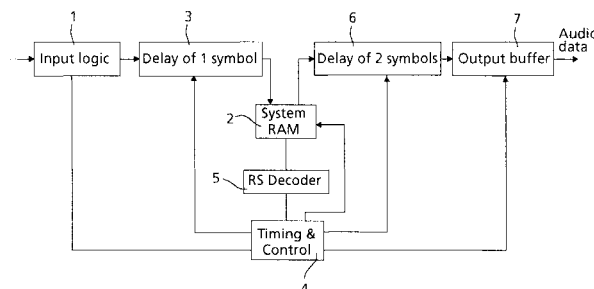 1
3
6
7
Audio
data
Input logic
Delay of 1 symbol
Delay of 2 symbols
Output buffer
2
System
RAM
5
RS Decoder
Timing &
Control
4